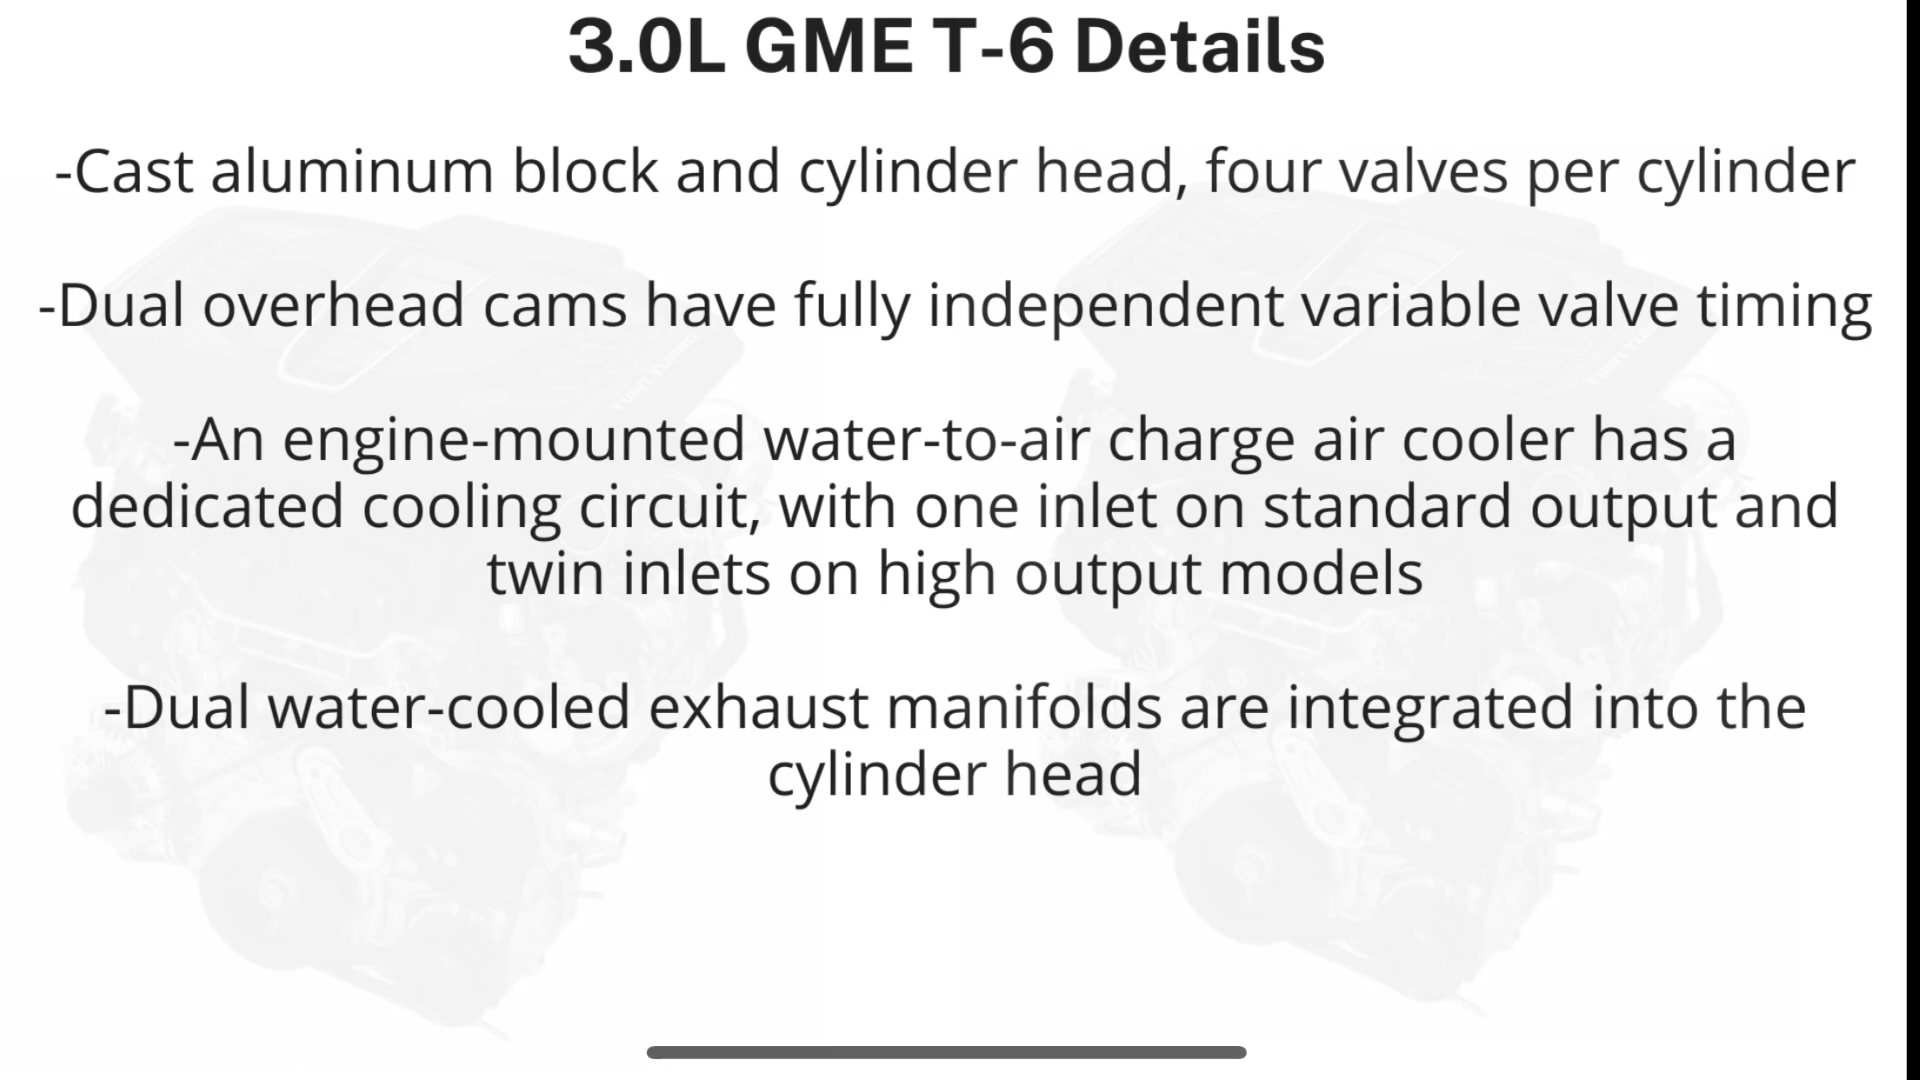 3.0L GME T-6 Details
-Cast aluminum block and cylinder head, four valves per cylinder
-Dual overhead cams have fully independent variable valve timing
-An engine-mounted water-to-air charge air cooler has a
dedicated cooling circuit, with one inlet on standard output and
twin inlets on high output models
-Dual water-cooled exhaust manifolds are integrated into the
cylinder head